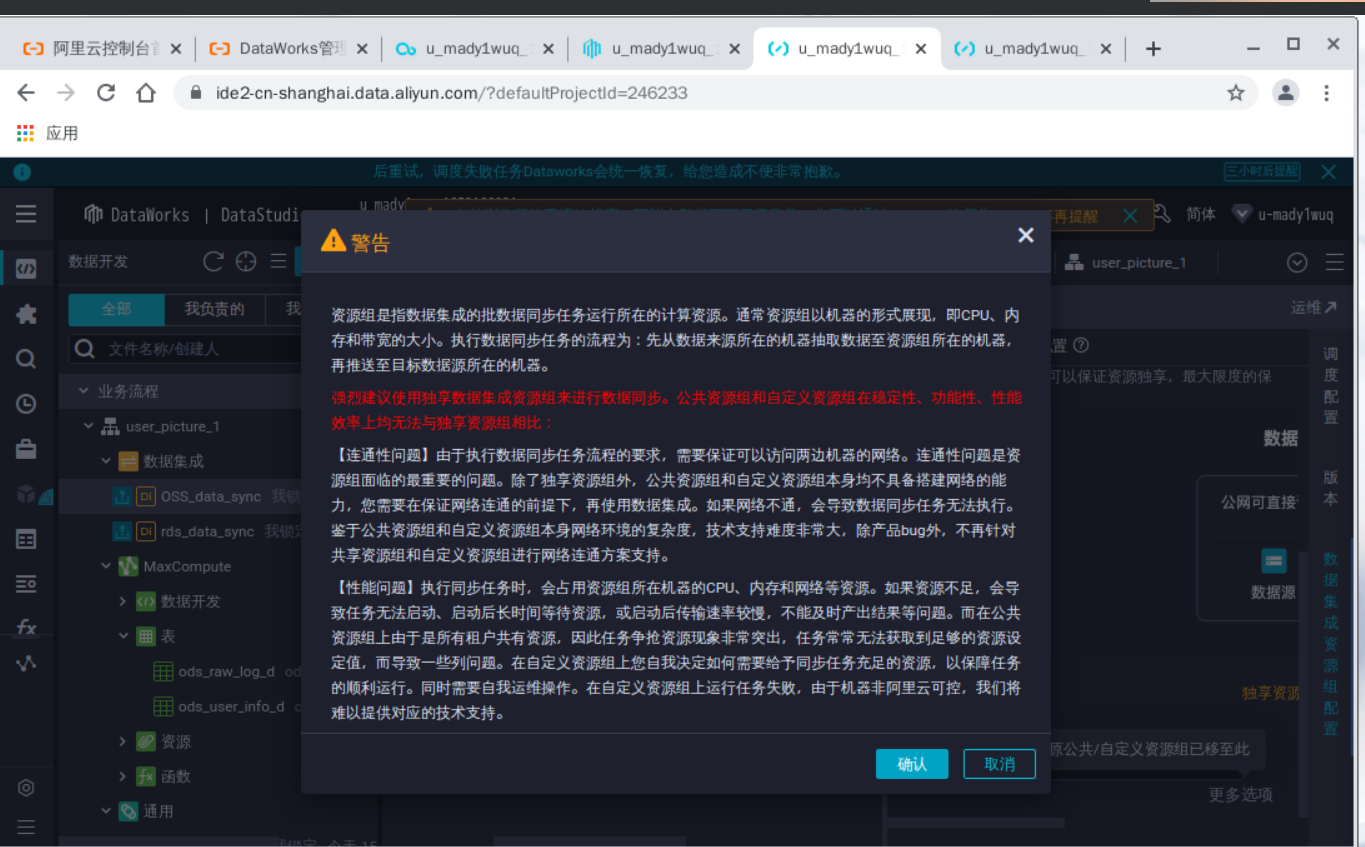 阿里云控制台首
DataWorks管理
u_mady1wuq_
u_mady1wuq_
u_mady1wuq_
u_mady1wuq_
ide2-cn-shanghai.data.aliyun.com/?defaultProjectId=246233
应用
后重试，调度失败任务Dataworks会统一恢复，给您造成不便非常抱歉。
三小时后提醒
DataWorks | DataStudi
u_mady
再提醒
简体
u-mady1wuq
数据开发
user_picture_1
全部
我负责的
我
运维
文件名称/创建人
置
可以保证资源独享，最大限度的保
业务流程
user_picture_1
数据集成
Di OSS_data_sync 我锁
Di rds_data_sync 我锁定
MaxCompute
数据开发
表
ods_raw_log_d od
ods_user_info_d
资源
fx 函数
通用
fx
警告
资源组是指数据集成的批数据同步任务运行所在的计算资源。通常资源组以机器的形式展现，即CPU、内
存和带宽的大小。执行数据同步任务的流程为：先从数据来源所在的机器抽取数据至资源组所在的机器，
再推送至目标数据源所在的机器。
强烈建议使用独享数据集成资源组来进行数据同步。公共资源组和自定义资源组在稳定性、功能性、性能
效率上均无法与独享资源组相比：
【连通性问题】由于执行数据同步任务流程的要求，需要保证可以访问两边机器的网络。连通性问题是资
源组面临的最重要的问题。除了独享资源组外，公共资源组和自定义资源组本身均不具备搭建网络的能
力，您需要在保证网络连通的前提下，再使用数据集成。如果网络不通，会导致数据同步任务无法执行。
鉴于公共资源组和自定义资源组本身网络环境的复杂度，技术支持难度非常大，除产品bug外，不再针对
共享资源组和自定义资源组进行网络连通方案支持。
【性能问题】执行同步任务时，会占用资源组所在机器的CPU、内存和网络等资源。如果资源不足，会导
致任务无法启动、启动后长时间等待资源，或启动后传输速率较慢，不能及时产出结果等问题。而在公共
资源组上由于是所有租户共有资源，因此任务争抢资源现象非常突出，任务常常无法获取到足够的资源设
定值，而导致一些列问题。在自定义资源组上您自我决定如何需要给予同步任务充足的资源，以保障任务
的顺利运行。同时需要自我运维操作。在自定义资源组上运行任务失败，由于机器非阿里云可控，我们将
难以提供对应的技术支持。
确认
取消
数据
公网可直接
数据源
独享资源
原公共/自定义资源组已移至此
更多选项
调度配置
版本
数据集成资源组配置